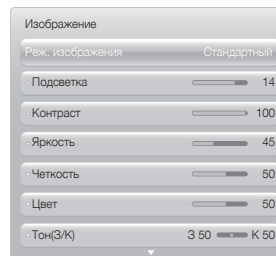 Изображение
Реж. изображения Стандартный
· Подсветка 14
· Контраст 100
· Яркость 45
· Четкость 50
· Цвет 50
· Тон(З/К) З 50 К 50